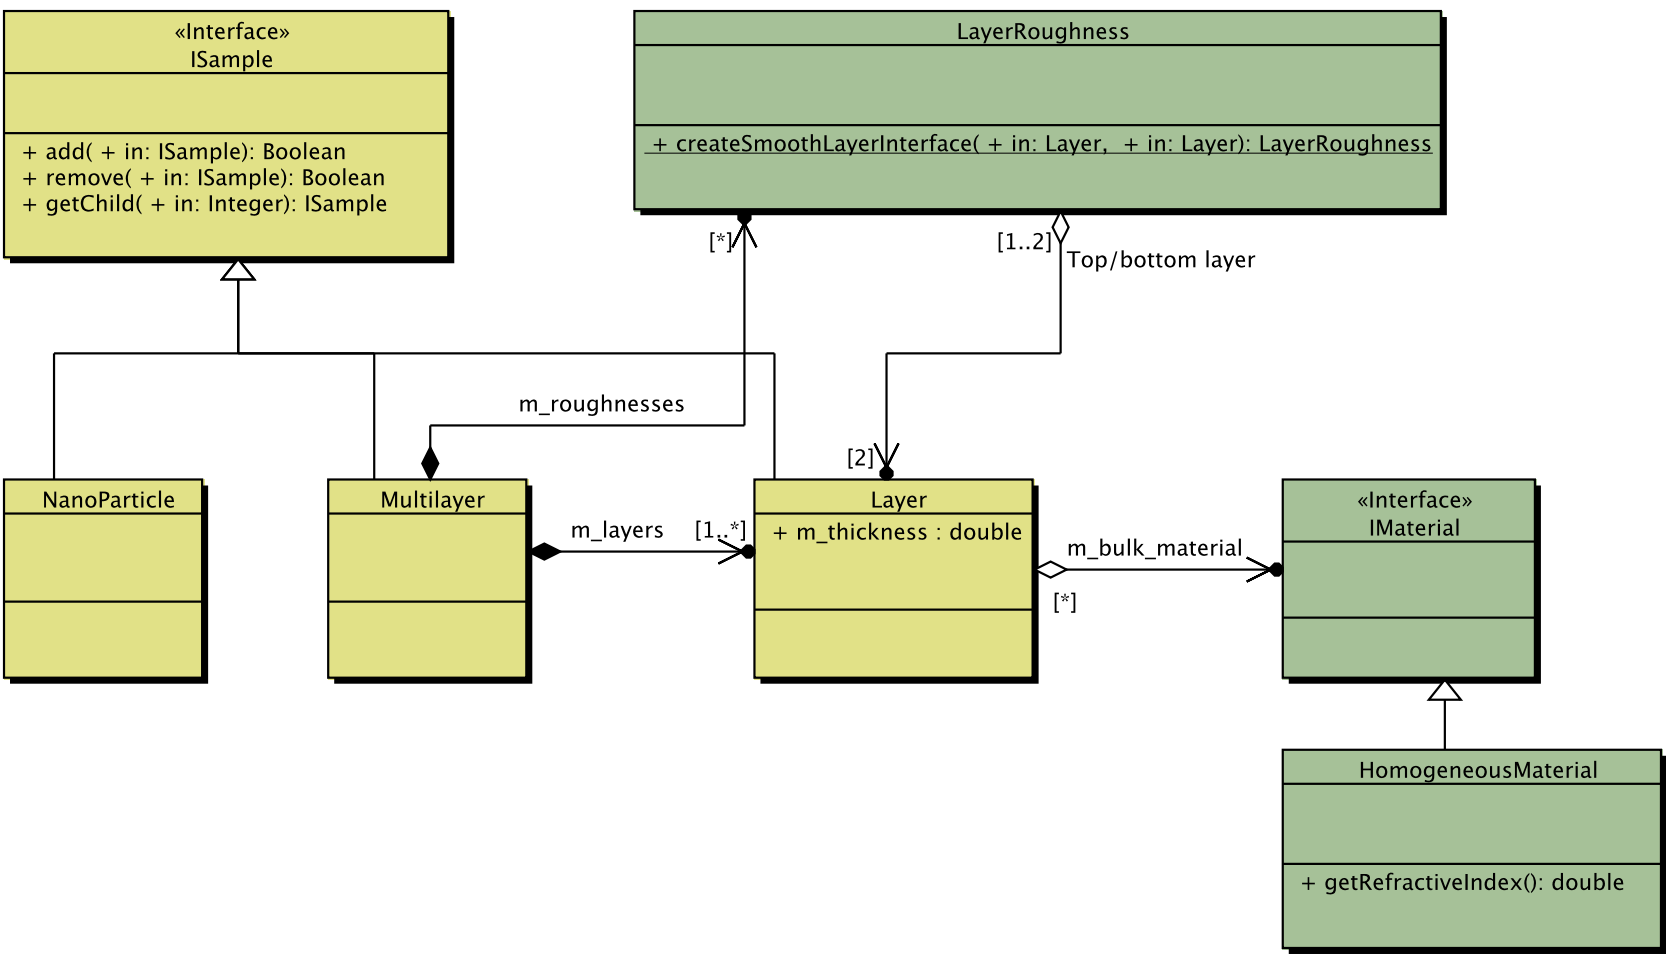 «Interface»
ISample
+ add( + in: ISample): Boolean
+ remove( + in: ISample): Boolean
+ getChild( + in: Integer): ISample
LayerRoughness
+ createSmoothLayerInterface( + in: Layer,  + in: Layer): LayerRoughness
[*]
[1..2]
Top/bottom layer
m_roughnesses
[2]
NanoParticle
Multilayer
m_layers
[1..*]
Layer
+ m_thickness : double
m_bulk_material
[*]
«Interface»
IMaterial
HomogeneousMaterial
+ getRefractiveIndex(): double